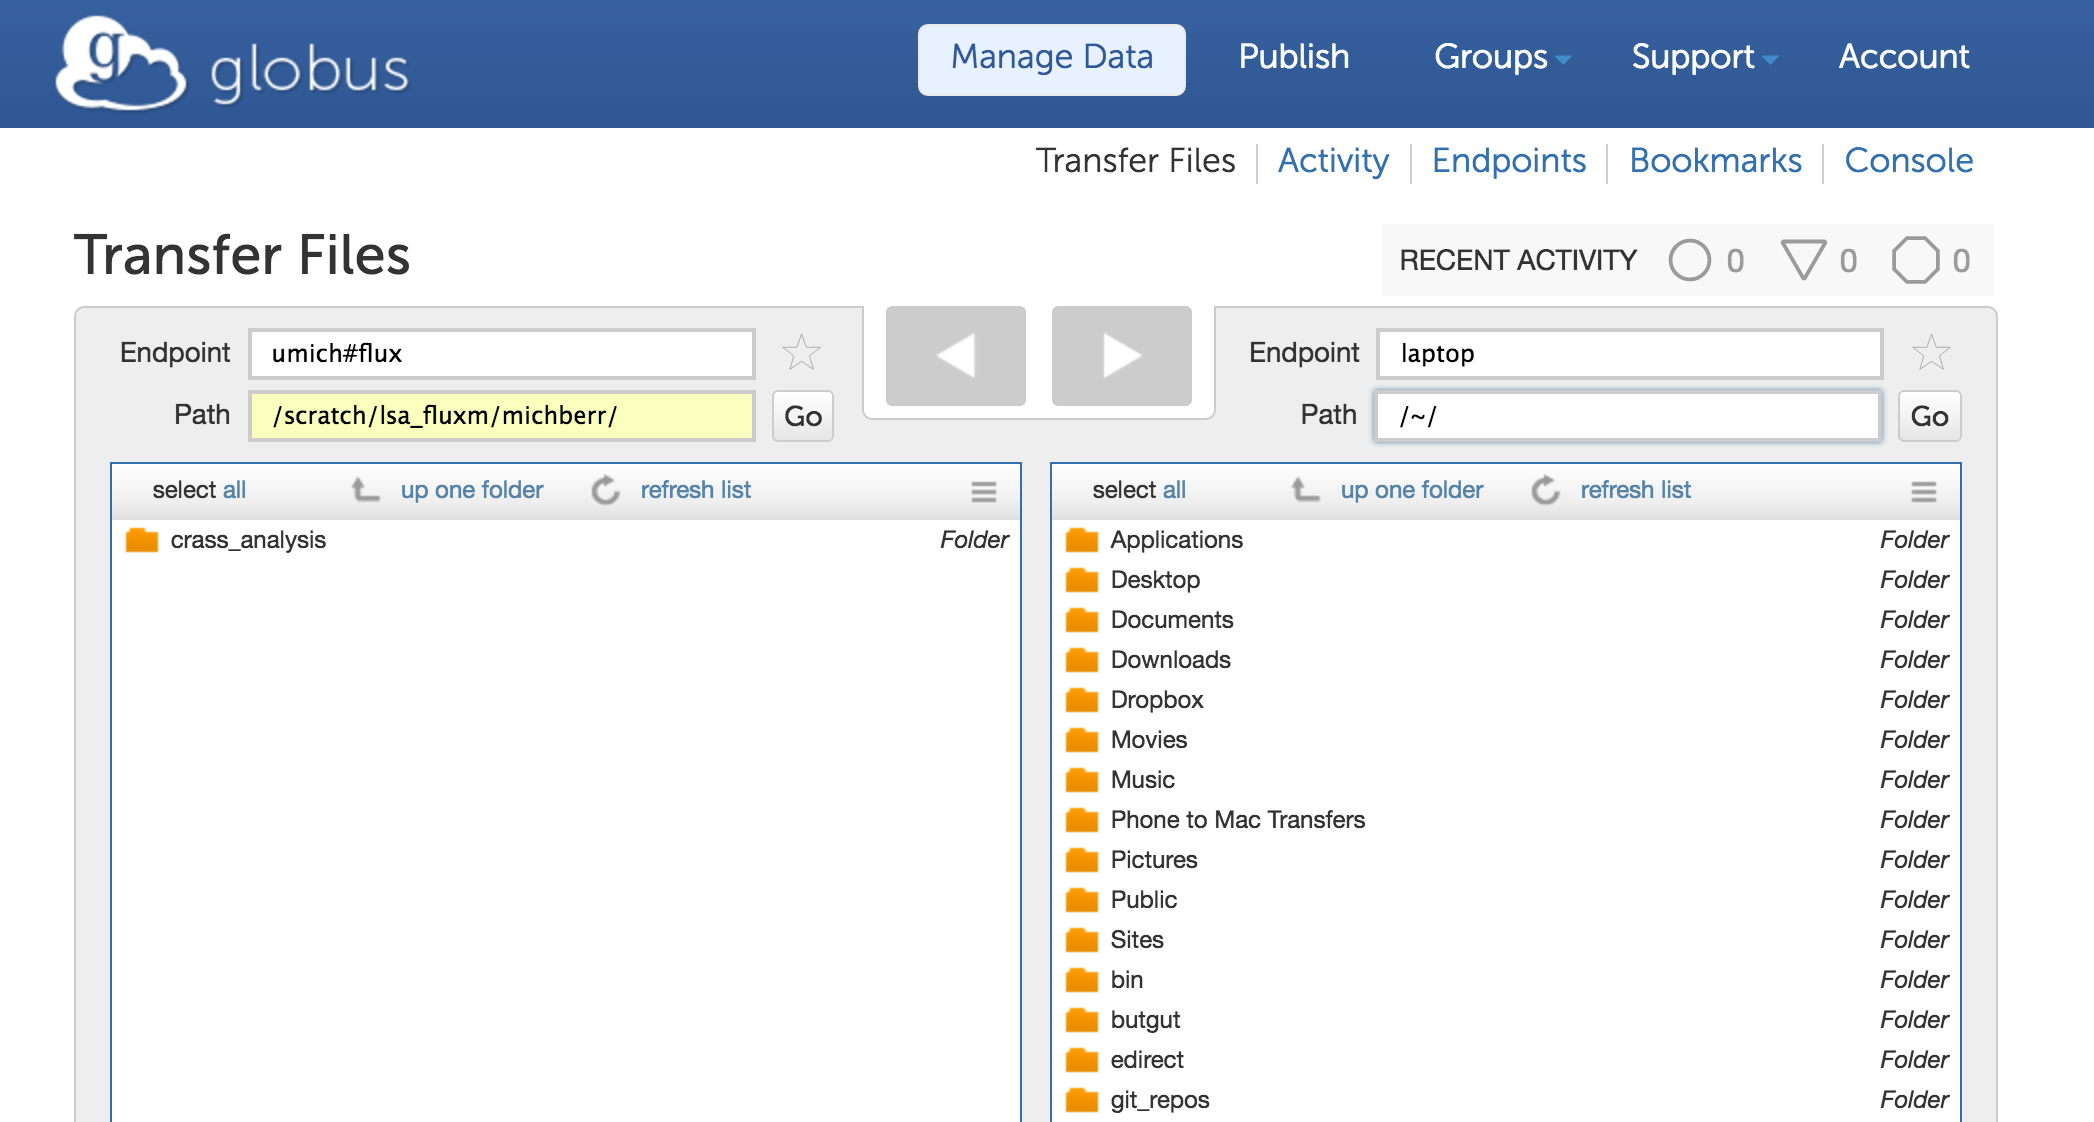 globus
Manage Data Publish Groups Support Account
Transfer Files Activity Endpoints Bookmarks Console
Transfer Files
RECENT ACTIVITY 0 0 0
Endpoint umich#flux
Path /scratch/lsa_fluxm/michberr/ Go
Endpoint laptop
Path /~/ Go
select all up one folder refresh list
crass_analysis Folder
select all up one folder refresh list
Applications Folder
Desktop Folder
Documents Folder
Downloads Folder
Dropbox Folder
Movies Folder
Music Folder
Phone to Mac Transfers Folder
Pictures Folder
Public Folder
Sites Folder
bin Folder
butgut Folder
edirect Folder
git_repos Folder